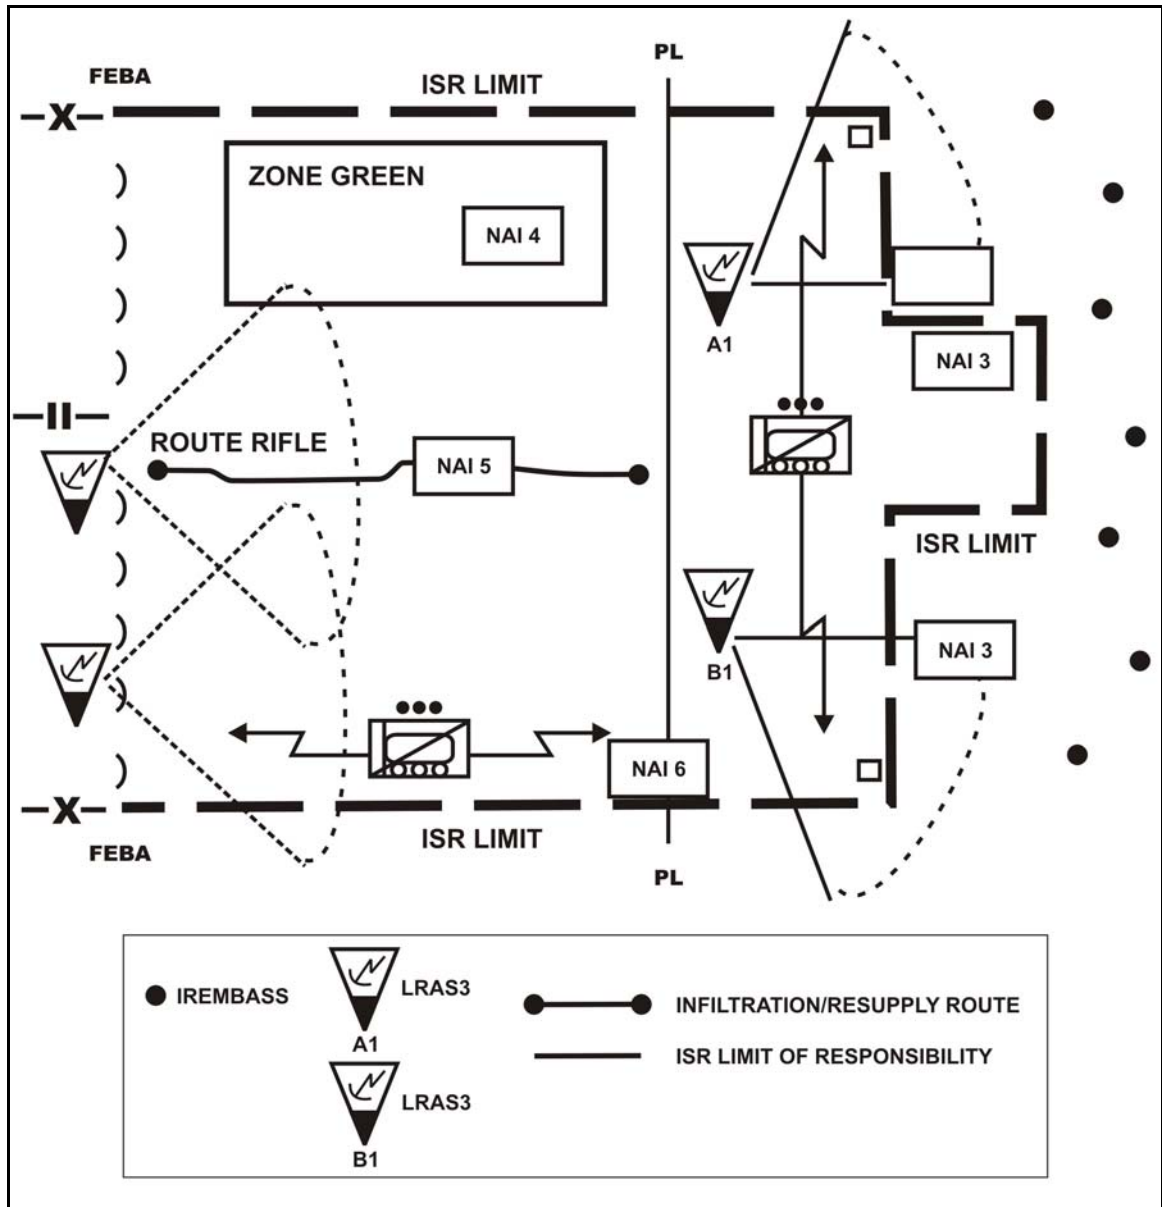 FEBA
ISR LIMIT
PL
X
ZONE GREEN
NAI 4
A1
NAI 3
II
ROUTE RIFLE
NAI 5
ISR LIMIT
B1
NAI 3
NAI 6
X
ISR LIMIT
FEBA
PL
IREMBASS
LRAS3
A1
LRAS3
B1
INFILTRATION/RESUPPLY ROUTE
ISR LIMIT OF RESPONSIBILITY